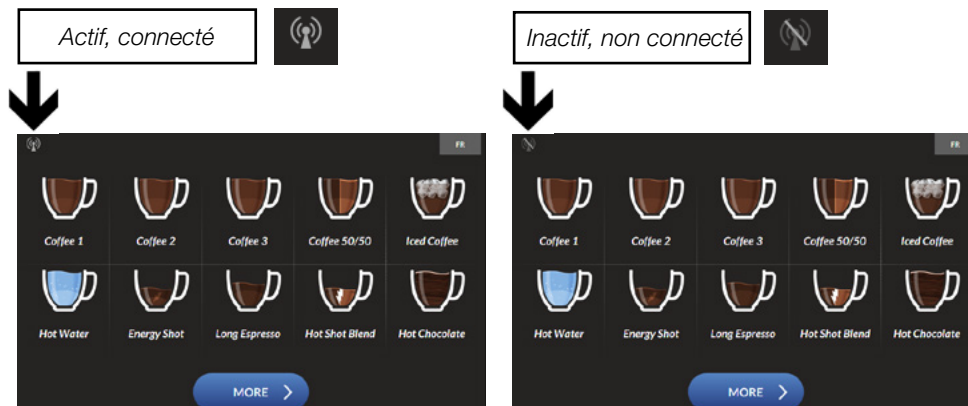 Actif, connecté
Inactif, non connecté
FR
Coffee 1
Coffee 2
Coffee 3
Coffee 50/50
Iced Coffee
Hot Water
Energy Shot
Long Espresso
Hot Shot Blend
Hot Chocolate
MORE
FR
Coffee 1
Coffee 2
Coffee 3
Coffee 50/50
Iced Coffee
Hot Water
Energy Shot
Long Espresso
Hot Shot Blend
Hot Chocolate
MORE